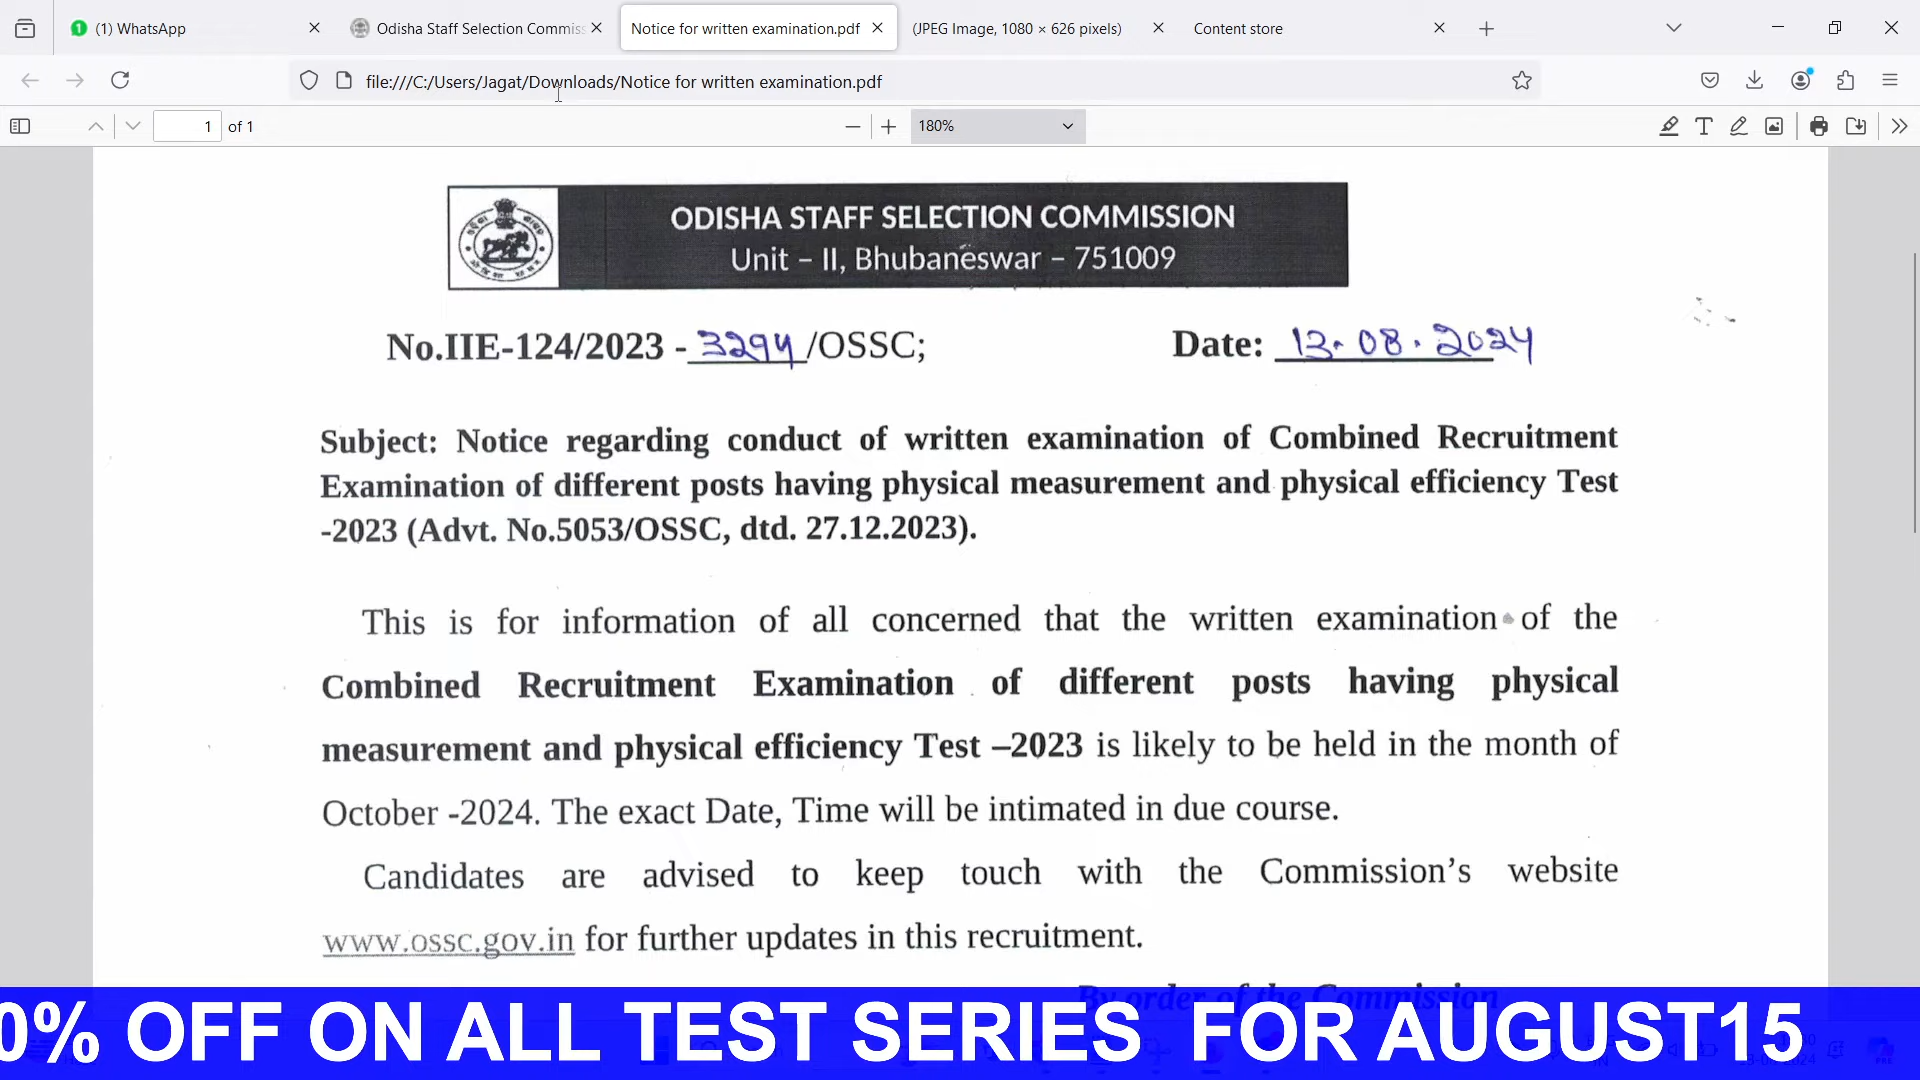 (1) WhatsApp
Odisha Staff Selection Commis
Notice for written examination.pdf
(JPEG Image, 1080 × 626 pixels)
Content store
file:///C:/Users/Jagat/Downloads/Notice for written examination.pdf
1 of 1
180%
ODISHA STAFF SELECTION COMMISSION
Unit – II, Bhubaneswar – 751009
No.IIE-124/2023 - 3294 /OSSC;
Date: 13.08.2024
Subject: Notice regarding conduct of written examination of Combined Recruitment
Examination of different posts having physical measurement and physical efficiency Test
-2023 (Advt. No.5053/OSSC, dtd. 27.12.2023).
This is for information of all concerned that the written examination of the
Combined Recruitment Examination of different posts having physical
measurement and physical efficiency Test –2023 is likely to be held in the month of
October -2024. The exact Date, Time will be intimated in due course.
Candidates are advised to keep touch with the Commission's website
www.ossc.gov.in for further updates in this recruitment.
By order of the Commission
0% OFF ON ALL TEST SERIES FOR AUGUST15